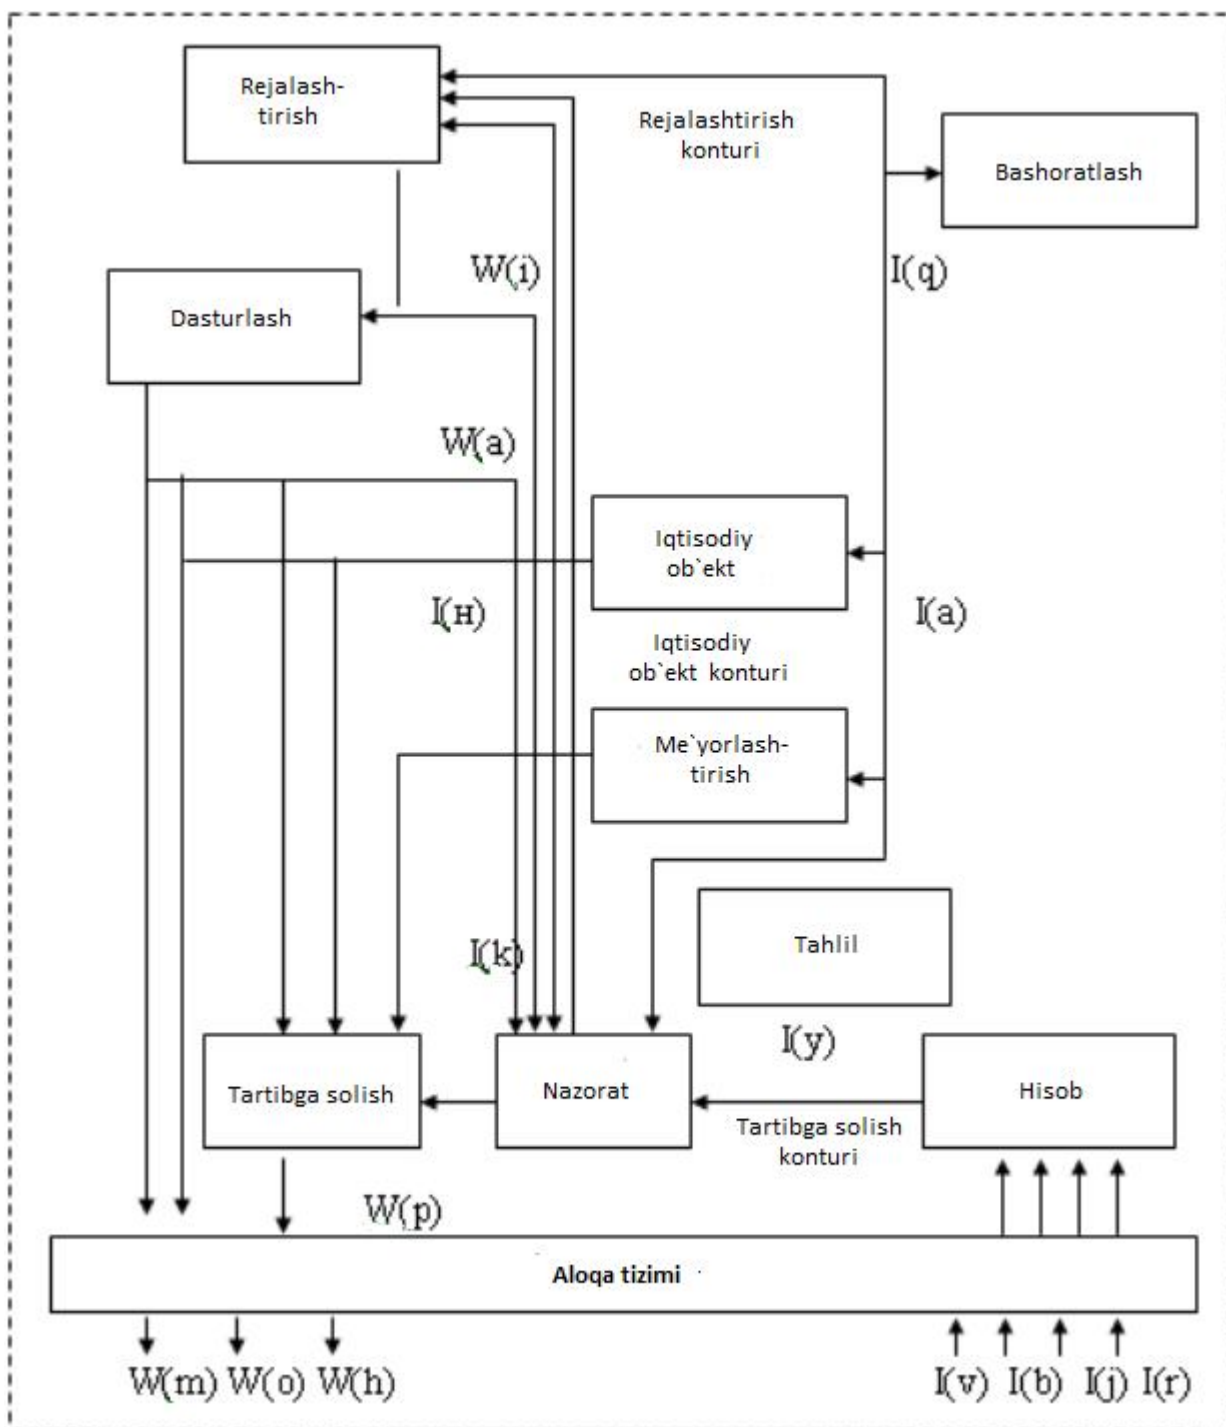 Rejalash-
tirish
Rejalashtirish
konturi
Bashoratlash
W(i)
I(q)
Dasturlash
W(a)
Iqtisodiy
ob`ekt
I(н)
I(a)
Iqtisodiy
ob`ekt konturi
Me`yorlash-
tirish
Tahlil
I(k)
I(y)
Tartibga solish
Nazorat
Hisob
Tartibga solish
konturi
W(p)
Aloqa tizimi
W(m) W(o) W(h)
I(v) I(b) I(j) I(r)